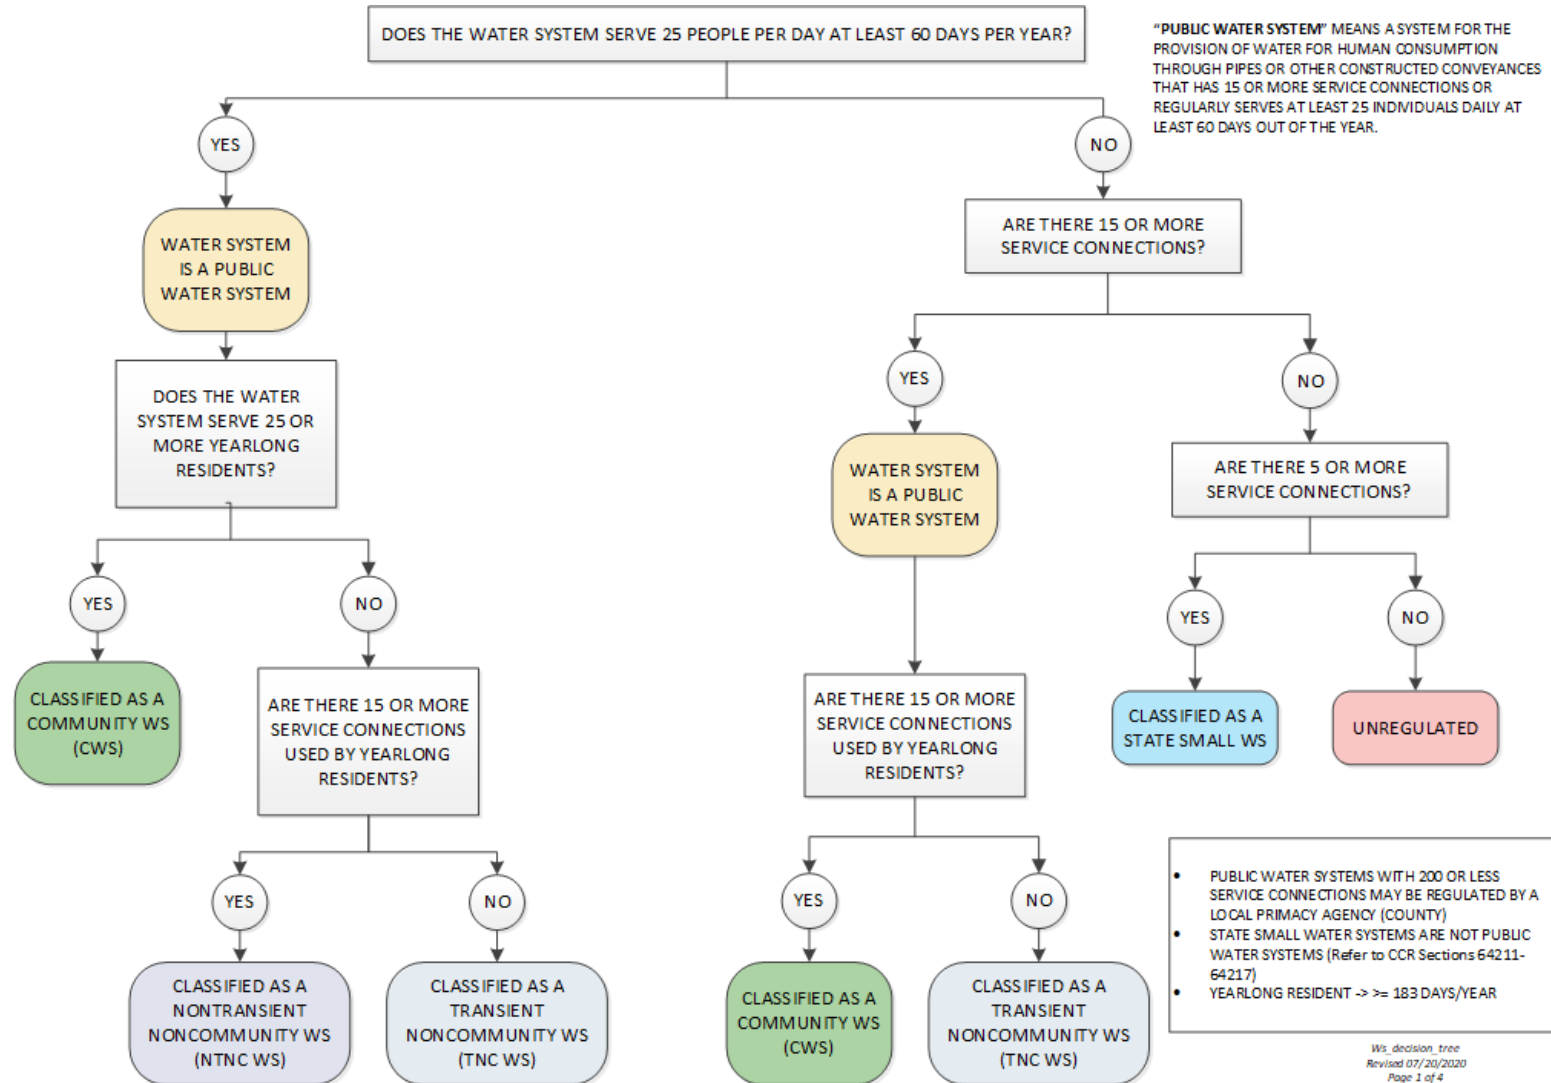 DOES THE WATER SYSTEM SERVE 25 PEOPLE PER DAY AT LEAST 60 DAYS PER YEAR?
“PUBLIC WATER SYSTEM” MEANS A SYSTEM FOR THE
PROVISION OF WATER FOR HUMAN CONSUMPTION
THROUGH PIPES OR OTHER CONSTRUCTED CONVEYANCES
THAT HAS 15 OR MORE SERVICE CONNECTIONS OR
REGULARLY SERVES AT LEAST 25 INDIVIDUALS DAILY AT
LEAST 60 DAYS OUT OF THE YEAR.
YES
NO
WATER SYSTEM
IS A PUBLIC
WATER SYSTEM
ARE THERE 15 OR MORE
SERVICE CONNECTIONS?
DOES THE WATER
SYSTEM SERVE 25 OR
MORE YEARLONG
RESIDENTS?
YES
NO
WATER SYSTEM
IS A PUBLIC
WATER SYSTEM
ARE THERE 5 OR MORE
SERVICE CONNECTIONS?
YES
NO
YES
NO
CLASSIFIED AS A
COMMUNITY WS
(CWS)
ARE THERE 15 OR MORE
SERVICE CONNECTIONS
USED BY YEARLONG
RESIDENTS?
ARE THERE 15 OR MORE
SERVICE CONNECTIONS
USED BY YEARLONG
RESIDENTS?
CLASSIFIED AS A
STATE SMALL WS
UNREGULATED
YES
NO
YES
NO
CLASSIFIED AS A
NONTRANSIENT
NONCOMMUNITY WS
(NTNC WS)
CLASSIFIED AS A
TRANSIENT
NONCOMMUNITY WS
(TNC WS)
CLASSIFIED AS A
COMMUNITY WS
(CWS)
CLASSIFIED AS A
TRANSIENT
NONCOMMUNITY WS
(TNC WS)
• PUBLIC WATER SYSTEMS WITH 200 OR LESS
SERVICE CONNECTIONS MAY BE REGULATED BY A
LOCAL PRIMACY AGENCY (COUNTY)
• STATE SMALL WATER SYSTEMS ARE NOT PUBLIC
WATER SYSTEMS (Refer to CCR Sections 64211-
64217)
• YEARLONG RESIDENT -> >= 183 DAYS/YEAR
Ws_decision_tree
Revised 07/20/2020
Page 1 of 4